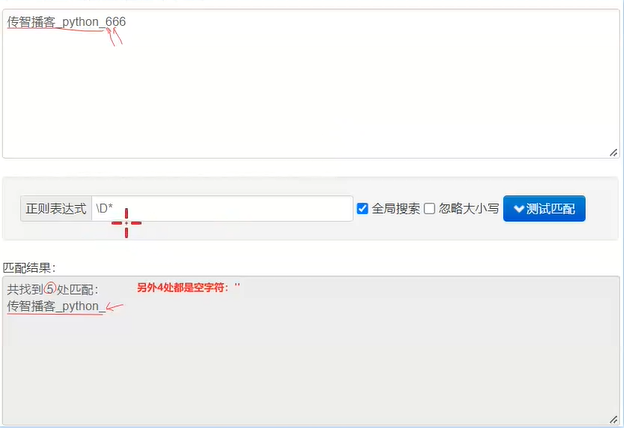 传智播客_python_666
正则表达式 \D* 全局搜索 忽略大小写 测试匹配
匹配结果：
共找到 5 处匹配： 另外4处都是空字符：''
传智播客_python_